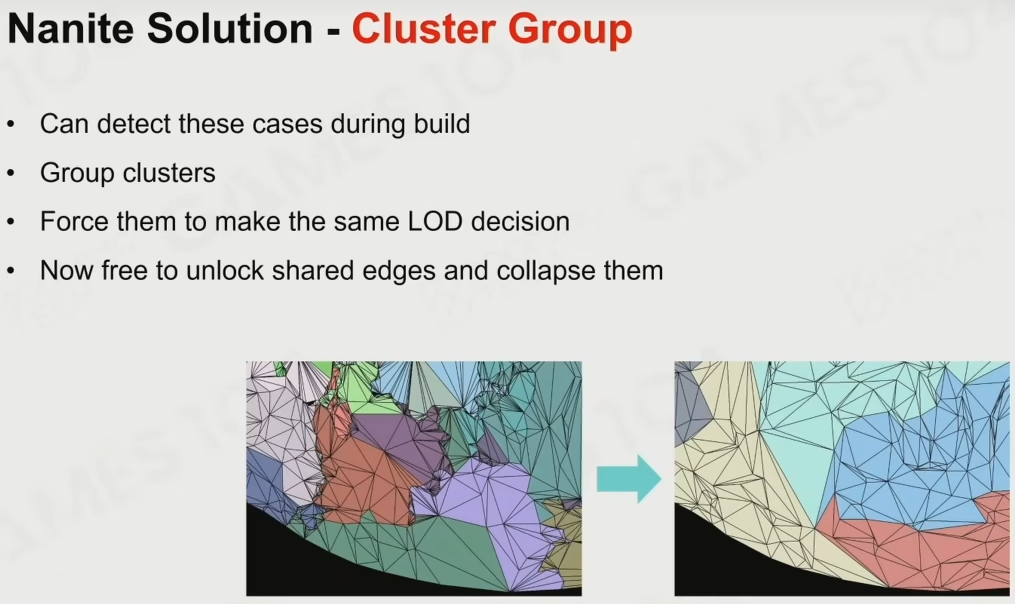 Nanite Solution - Cluster Group
• Can detect these cases during build
• Group clusters
• Force them to make the same LOD decision
• Now free to unlock shared edges and collapse them